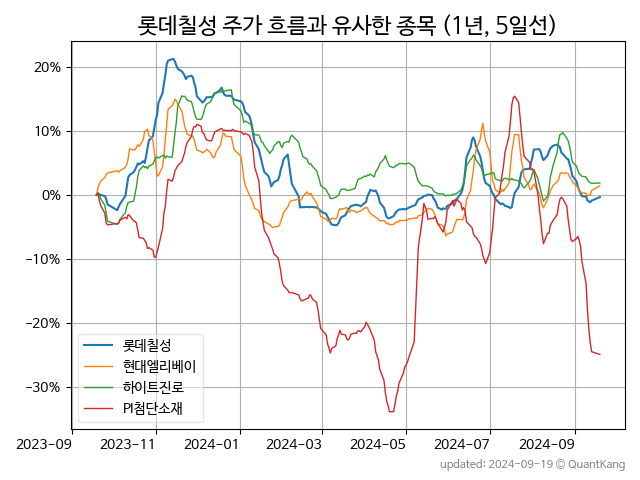 롯데칠성 주가 흐름과 유사한 종목 (1년, 5일선)
20%
10%
0%
−10%
−20%
−30%
롯데칠성
현대엘리베이
하이트진로
PI첨단소재
2023-09 2023-11 2024-01 2024-03 2024-05 2024-07 2024-09
updated: 2024-09-19 © QuantKang